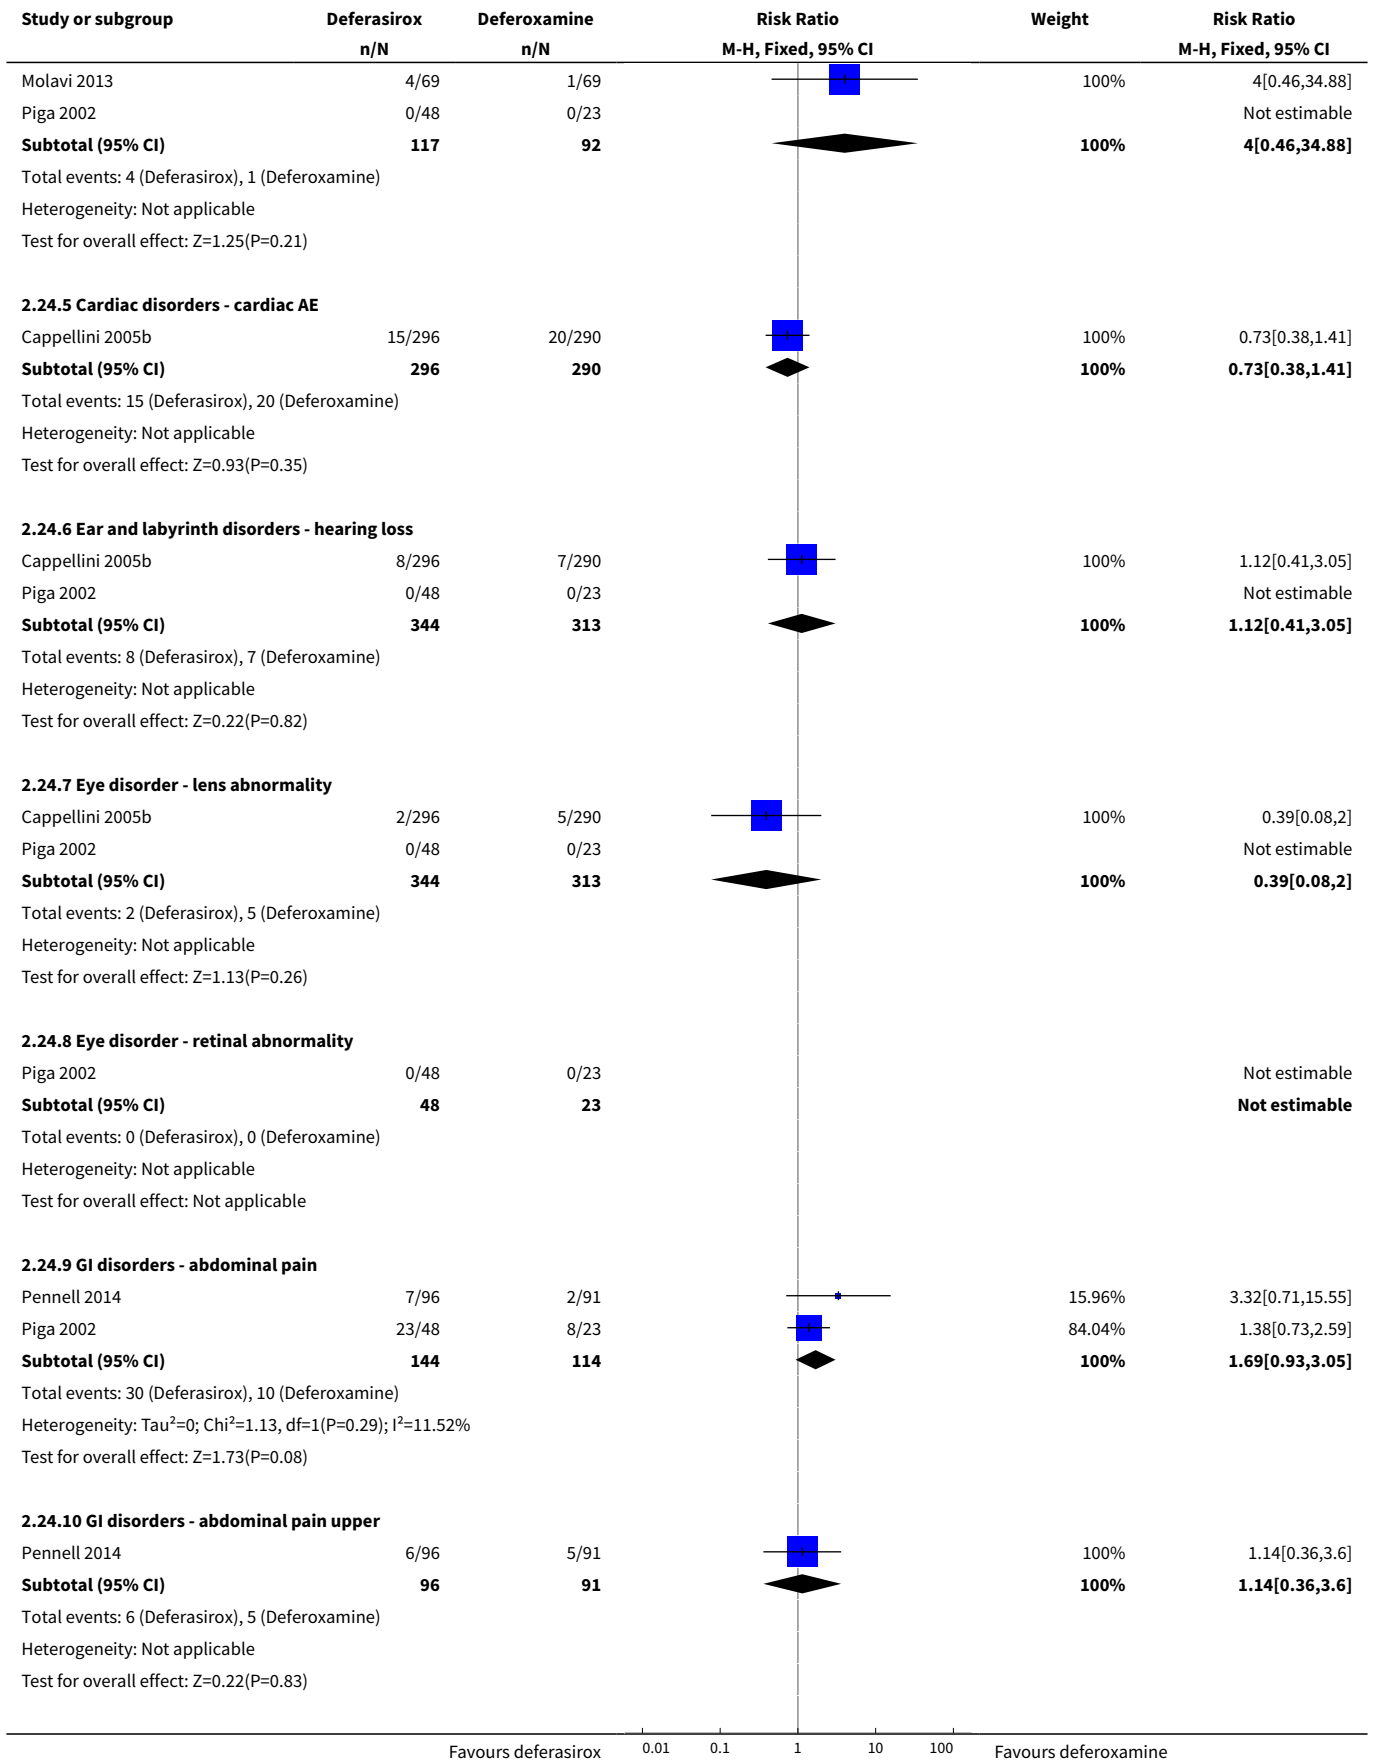 Study or subgroup Deferasirox Deferoxamine Risk Ratio Weight Risk Ratio
n/N n/N M-H, Fixed, 95% CI M-H, Fixed, 95% CI
Molavi 2013 4/69 1/69 100% 4[0.46,34.88]
Piga 2002 0/48 0/23 Not estimable
Subtotal (95% CI) 117 92 100% 4[0.46,34.88]
Total events: 4 (Deferasirox), 1 (Deferoxamine)
Heterogeneity: Not applicable
Test for overall effect: Z=1.25(P=0.21)
2.24.5 Cardiac disorders - cardiac AE
Cappellini 2005b 15/296 20/290 100% 0.73[0.38,1.41]
Subtotal (95% CI) 296 290 100% 0.73[0.38,1.41]
Total events: 15 (Deferasirox), 20 (Deferoxamine)
Heterogeneity: Not applicable
Test for overall effect: Z=0.93(P=0.35)
2.24.6 Ear and labyrinth disorders - hearing loss
Cappellini 2005b 8/296 7/290 100% 1.12[0.41,3.05]
Piga 2002 0/48 0/23 Not estimable
Subtotal (95% CI) 344 313 100% 1.12[0.41,3.05]
Total events: 8 (Deferasirox), 7 (Deferoxamine)
Heterogeneity: Not applicable
Test for overall effect: Z=0.22(P=0.82)
2.24.7 Eye disorder - lens abnormality
Cappellini 2005b 2/296 5/290 100% 0.39[0.08,2]
Piga 2002 0/48 0/23 Not estimable
Subtotal (95% CI) 344 313 100% 0.39[0.08,2]
Total events: 2 (Deferasirox), 5 (Deferoxamine)
Heterogeneity: Not applicable
Test for overall effect: Z=1.13(P=0.26)
2.24.8 Eye disorder - retinal abnormality
Piga 2002 0/48 0/23 Not estimable
Subtotal (95% CI) 48 23 Not estimable
Total events: 0 (Deferasirox), 0 (Deferoxamine)
Heterogeneity: Not applicable
Test for overall effect: Not applicable
2.24.9 GI disorders - abdominal pain
Pennell 2014 7/96 2/91 15.96% 3.32[0.71,15.55]
Piga 2002 23/48 8/23 84.04% 1.38[0.73,2.59]
Subtotal (95% CI) 144 114 100% 1.69[0.93,3.05]
Total events: 30 (Deferasirox), 10 (Deferoxamine)
Heterogeneity: Tau²=0; Chi²=1.13, df=1(P=0.29); I²=11.52%
Test for overall effect: Z=1.73(P=0.08)
2.24.10 GI disorders - abdominal pain upper
Pennell 2014 6/96 5/91 100% 1.14[0.36,3.6]
Subtotal (95% CI) 96 91 100% 1.14[0.36,3.6]
Total events: 6 (Deferasirox), 5 (Deferoxamine)
Heterogeneity: Not applicable
Test for overall effect: Z=0.22(P=0.83)
Favours deferasirox 0.01 0.1 1 10 100 Favours deferoxamine